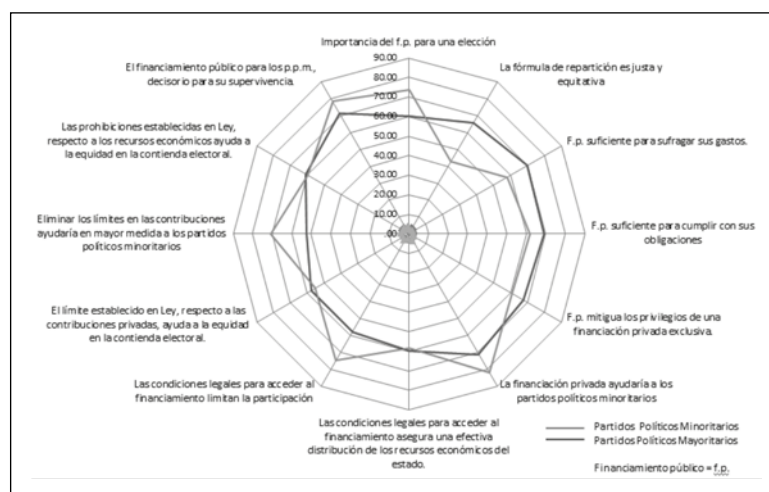 Importancia del f.p. para una elección
El financiamiento público para los p.p.m.,
decisorio para su supervivencia.
La fórmula de repartición es justa y
equitativa
90.00
80.00
70.00
60.00
50.00
40.00
30.00
20.00
10.00
.00
Las prohibiciones establecidas en Ley,
respecto a los recursos económicos ayuda a
la equidad en la contienda electoral.
F.p. suficiente para sufragar sus gastos.
Eliminar los límites en las contribuciones
ayudaría en mayor medida a los partidos
políticos minoritarios
F.p. suficiente para cumplir con sus
obligaciones
El límite establecido en Ley, respecto a las
contribuciones privadas, ayuda a la equidad
en la contienda electoral.
F.p. mitigua los privilegios de una
financiación privada exclusiva.
Las condiciones legales para acceder al
financiamiento limitan la participación
La financiación privada ayudaría a los
partidos políticos minoritarios
Las condiciones legales para acceder al
financiamiento asegura una efectiva
distribución de los recursos económicos del
estado.
Partidos Políticos Minoritarios
Partidos Políticos Mayoritarios
Financiamiento público = f.p.